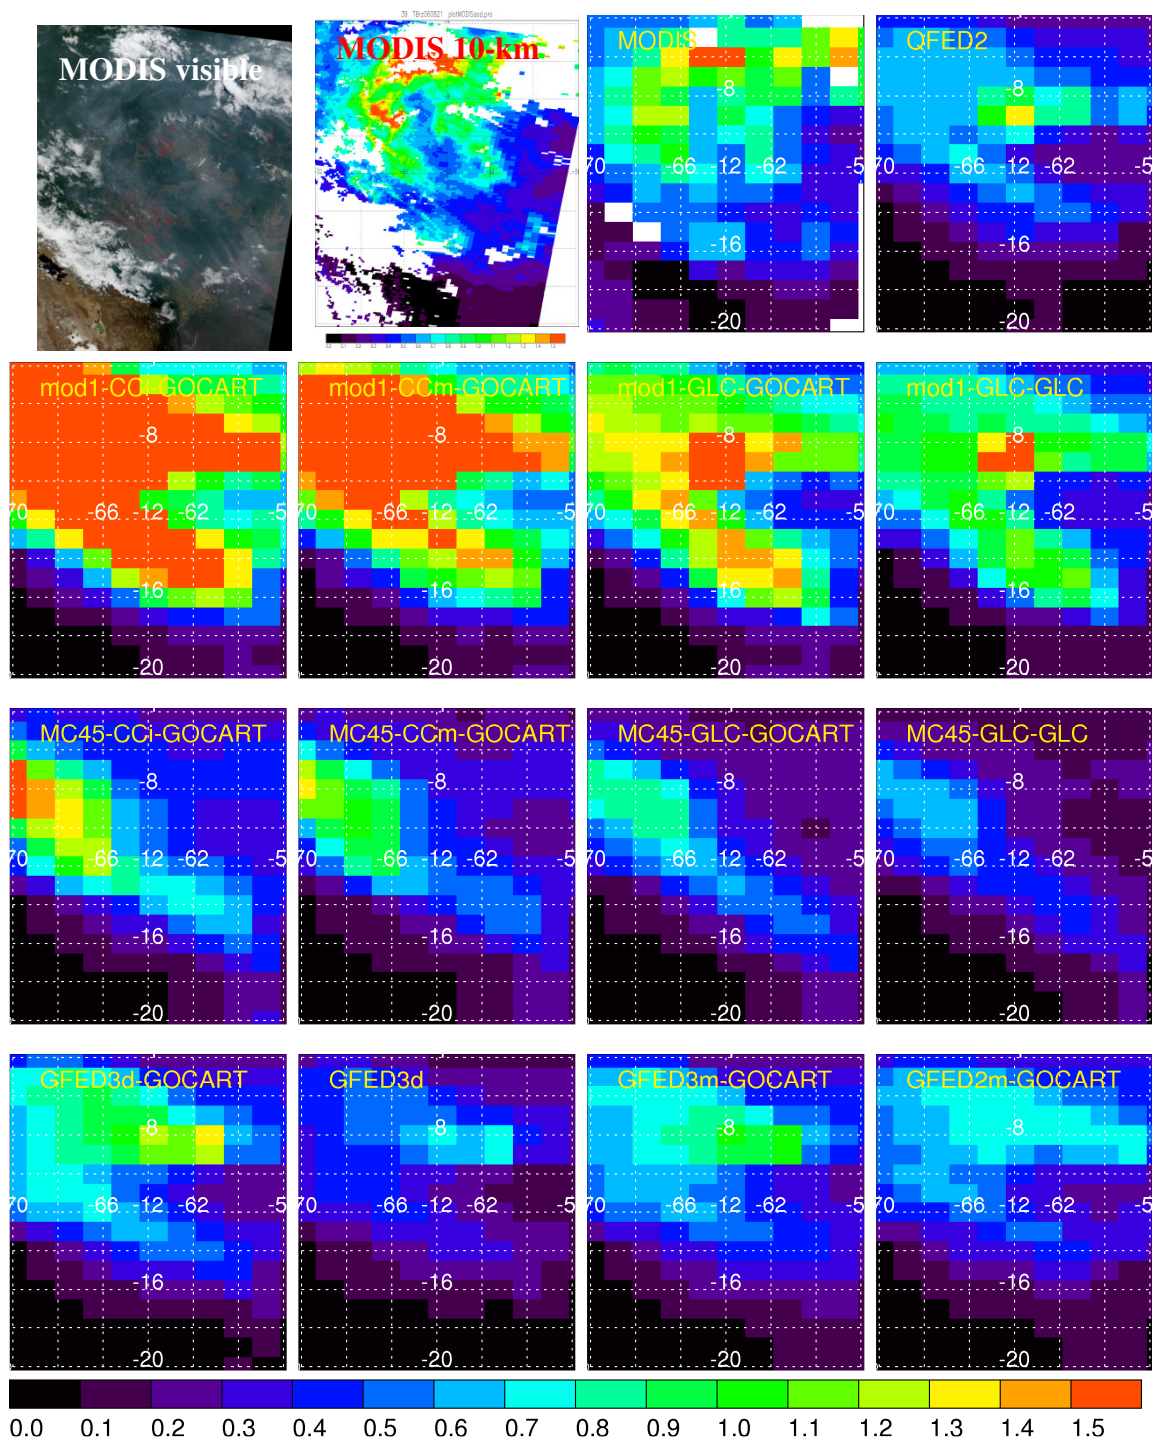 39 TBrz060821 plotMODISaod.pro
MODIS visible
MODIS 10-km
MODIS
QFED2
-8
-8
70 -66 -12 -62 -5
70 -66 -12 -62 -5
-16
-16
-20
-20
mod1-CCi-GOCART
mod1-CCm-GOCART
mod1-GLC-GOCART
mod1-GLC-GLC
-8
-8
-8
-8
70 -66 -12 -62 -5
70 -66 -12 -62 -5
70 -66 -12 -62 -5
70 -66 -12 -62 -5
-16
-16
-16
-16
-20
-20
-20
-20
MC45-CCi-GOCART
MC45-CCm-GOCART
MC45-GLC-GOCART
MC45-GLC-GLC
-8
-8
-8
-8
70 -66 -12 -62 -5
70 -66 -12 -62 -5
70 -66 -12 -62 -5
70 -66 -12 -62 -5
-16
-16
-16
-16
-20
-20
-20
-20
GFED3d-GOCART
GFED3d
GFED3m-GOCART
GFED2m-GOCART
-8
-8
-8
-8
70 -66 -12 -62 -5
70 -66 -12 -62 -5
70 -66 -12 -62 -5
70 -66 -12 -62 -5
-16
-16
-16
-16
-20
-20
-20
-20
0.0 0.1 0.2 0.3 0.4 0.5 0.6 0.7 0.8 0.9 1.0 1.1 1.2 1.3 1.4 1.5